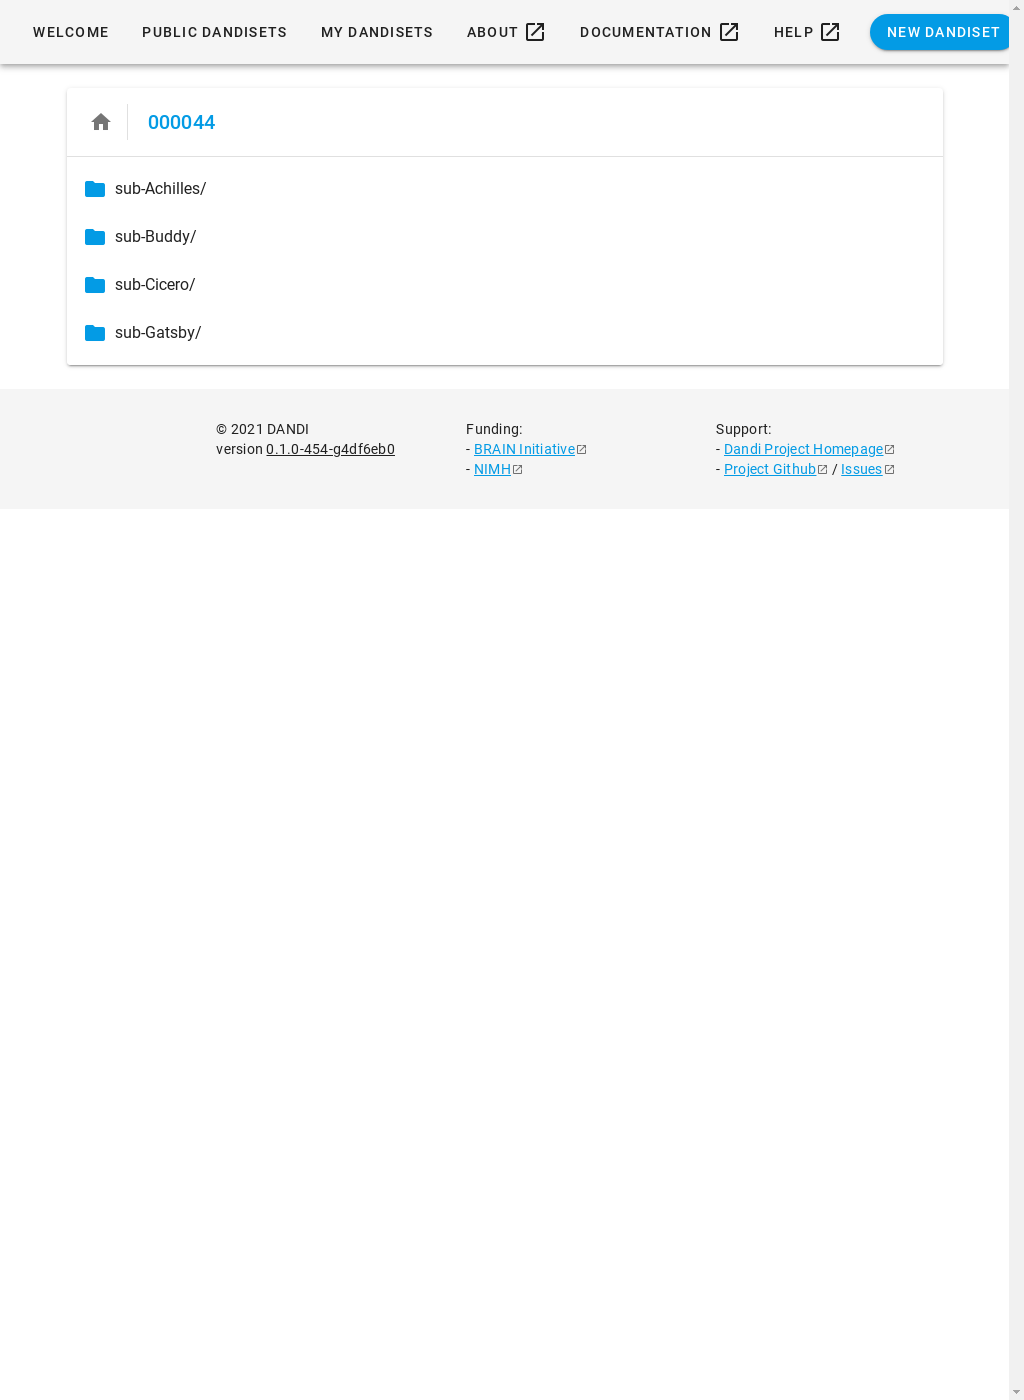 WELCOME PUBLIC DANDISETS MY DANDISETS ABOUT DOCUMENTATION HELP NEW DANDISET
000044
sub-Achilles/
sub-Buddy/
sub-Cicero/
sub-Gatsby/
© 2021 DANDI
version 0.1.0-454-g4df6eb0
Funding:
- BRAIN Initiative
- NIMH
Support:
- Dandi Project Homepage
- Project Github / Issues